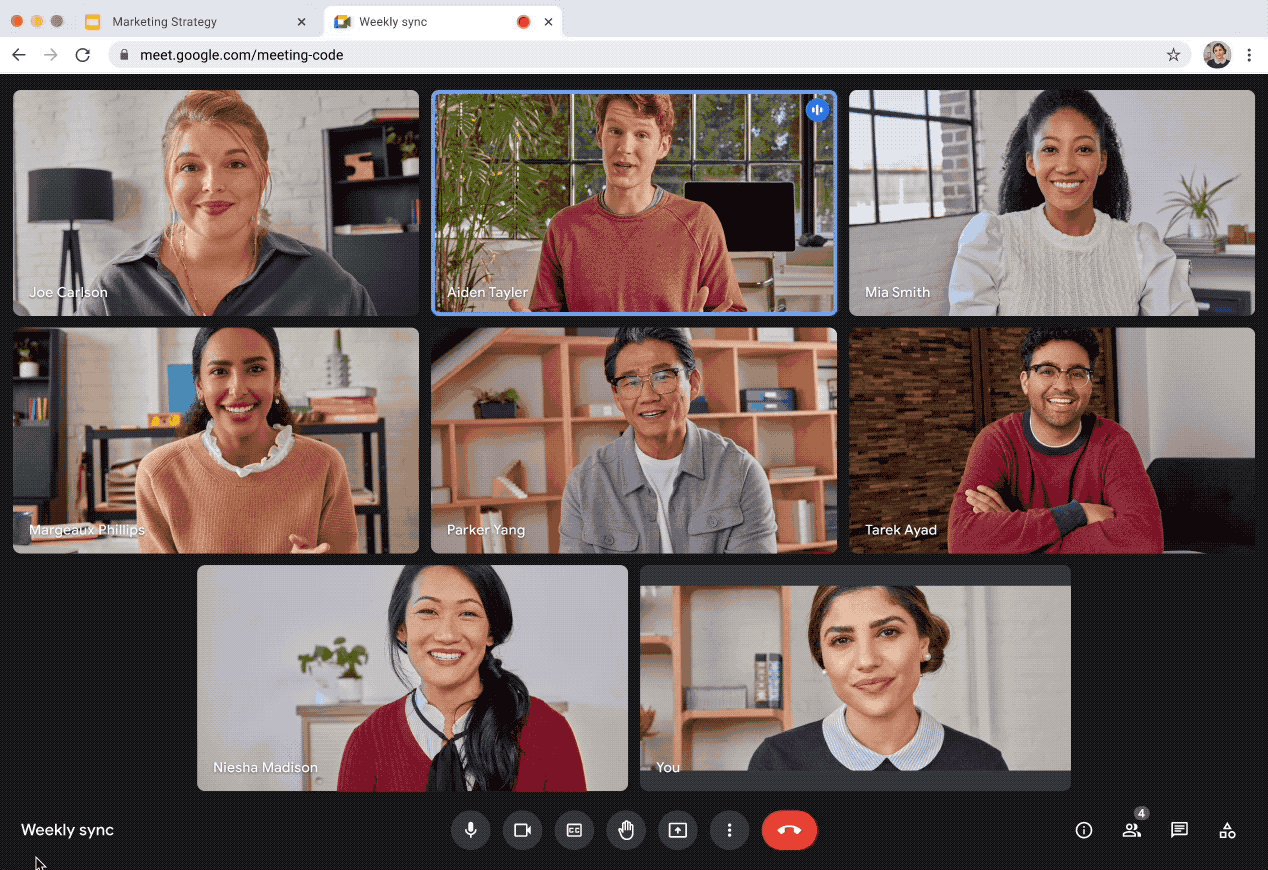 Marketing Strategy
Weekly sync
meet.google.com/meeting-code
Joe Carlson
Aiden Tayler
Mia Smith
Margeaux Phillips
Parker Yang
Tarek Ayad
Niesha Madison
You
Weekly sync
CC
4